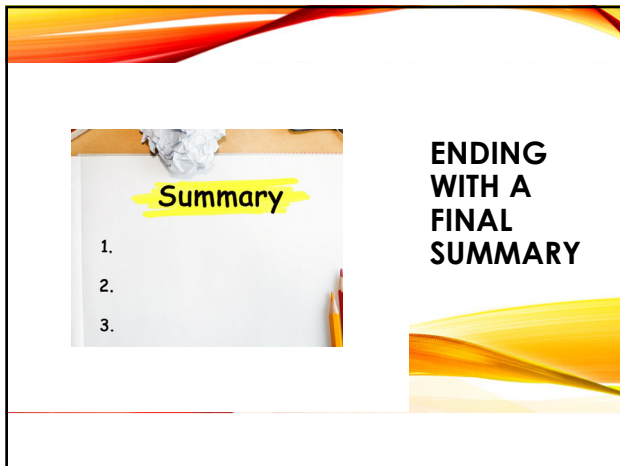 Summary
1.
2.
3.
ENDING
WITH A
FINAL
SUMMARY